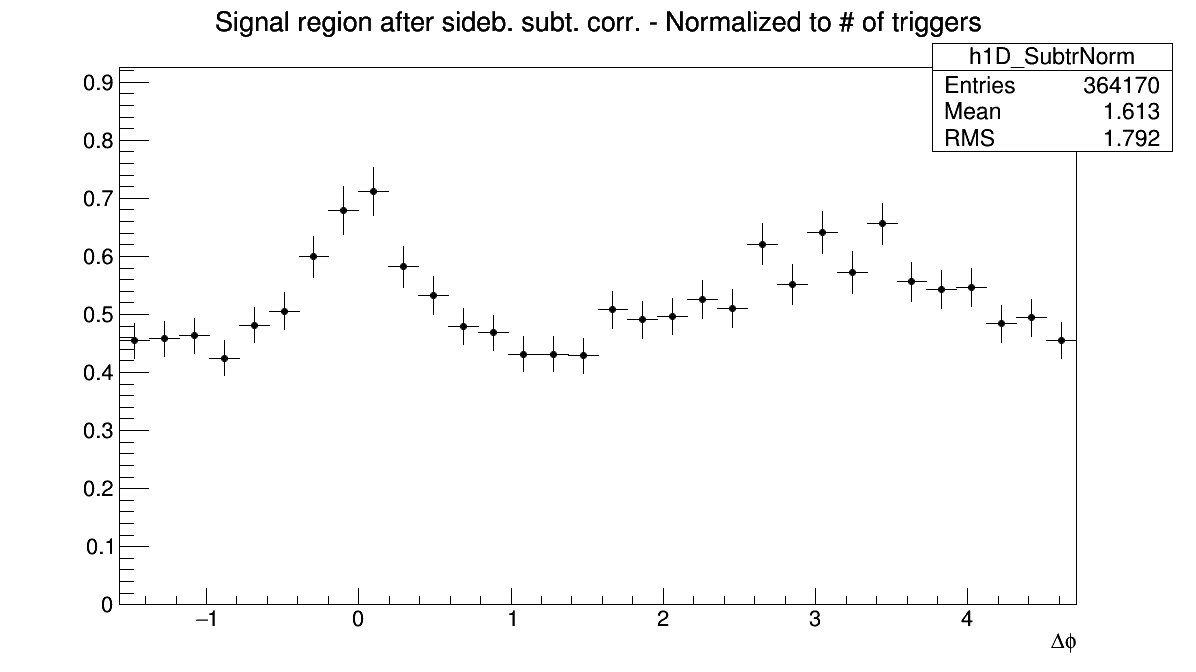 Signal region after sideb. subt. corr. - Normalized to # of triggers
h1D_SubtrNorm
Entries 364170
Mean 1.613
RMS 1.792
0.9
0.8
0.7
0.6
0.5
0.4
0.3
0.2
0.1
0
−1 0 1 2 3 4
Δϕ